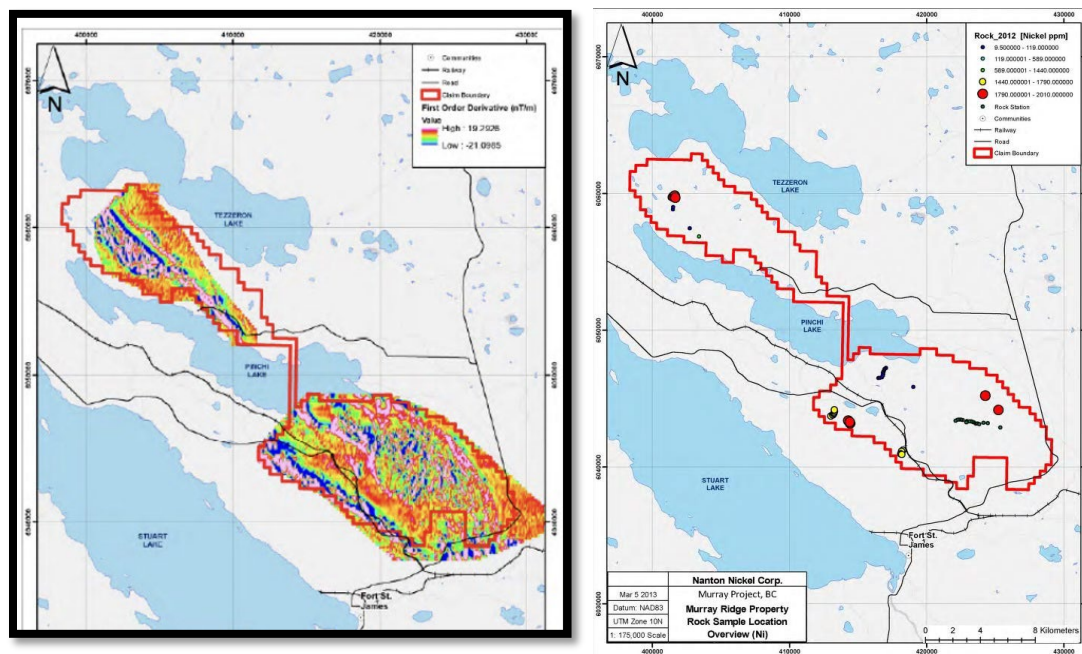 400000
410000
420000
430000
Communities
Railway
Road
Claim Boundary
First Order Derivative (nT/m)
Value
High : 19.2926
Low : -21.0985
N
TEZZERON
LAKE
PINCHI
LAKE
STUART
LAKE
Fort St.
James
400000
410000
420000
430000
6070000
6060000
6050000
6040000
6030000
N
Rock_2012 [Nickel ppm]
9.500000 - 119.000000
119.000001 - 589.000000
589.000001 - 1440.000000
1440.000001 - 1790.000000
1790.000001 - 2010.000000
Rock Station
Communities
Railway
Road
Claim Boundary
TEZZERON
LAKE
PINCHI
LAKE
STUART
LAKE
Fort St.
James
Nanton Nickel Corp.
Mar 5 2013
Murray Project, BC
Datum: NAD83
Murray Ridge Property
UTM Zone 10N
Rock Sample Location
1: 175,000 Scale
Overview (Ni)
0 2 4 8 Kilometers
400000
410000
420000
430000